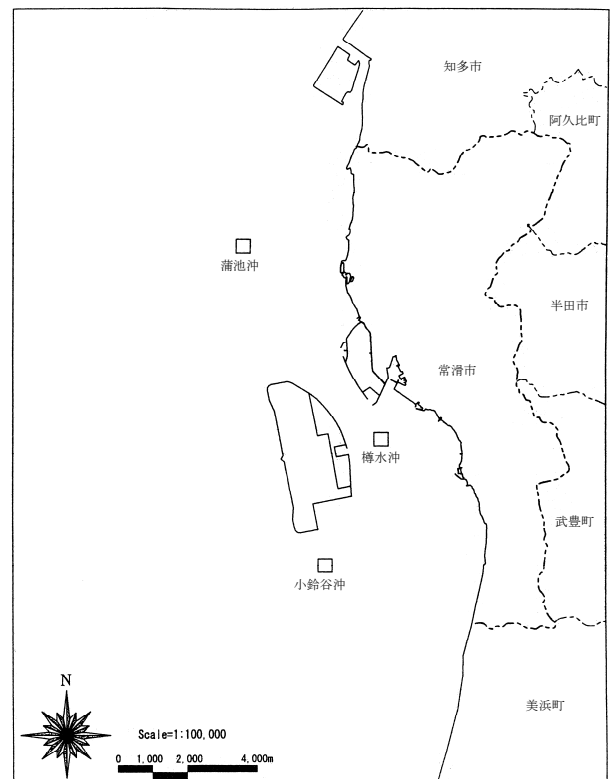 知多市
阿久比町
蒲池沖
半田市
常滑市
樽水沖
武豊町
小鈴谷沖
N
美浜町
Scale=1:100,000
0 1,000 2,000 4,000m